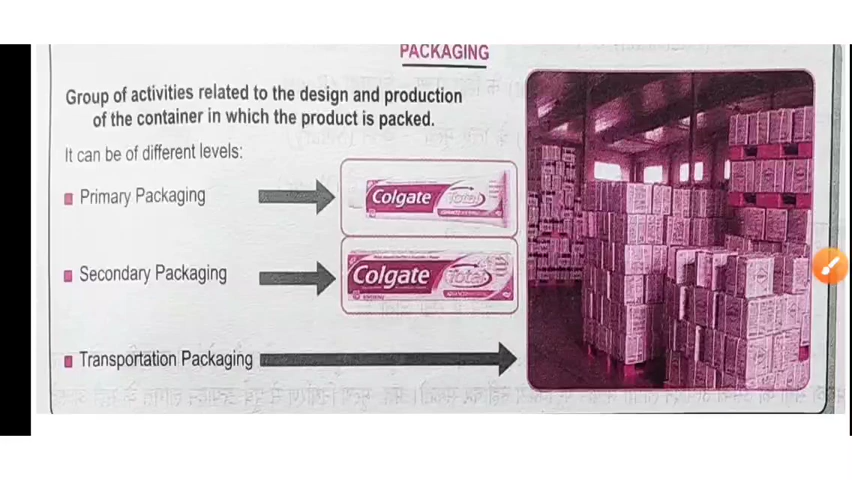 PACKAGING
Group of activities related to the design and production
of the container in which the product is packed.
It can be of different levels:
Primary Packaging
Colgate Total
Secondary Packaging
Colgate Total
Transportation Packaging